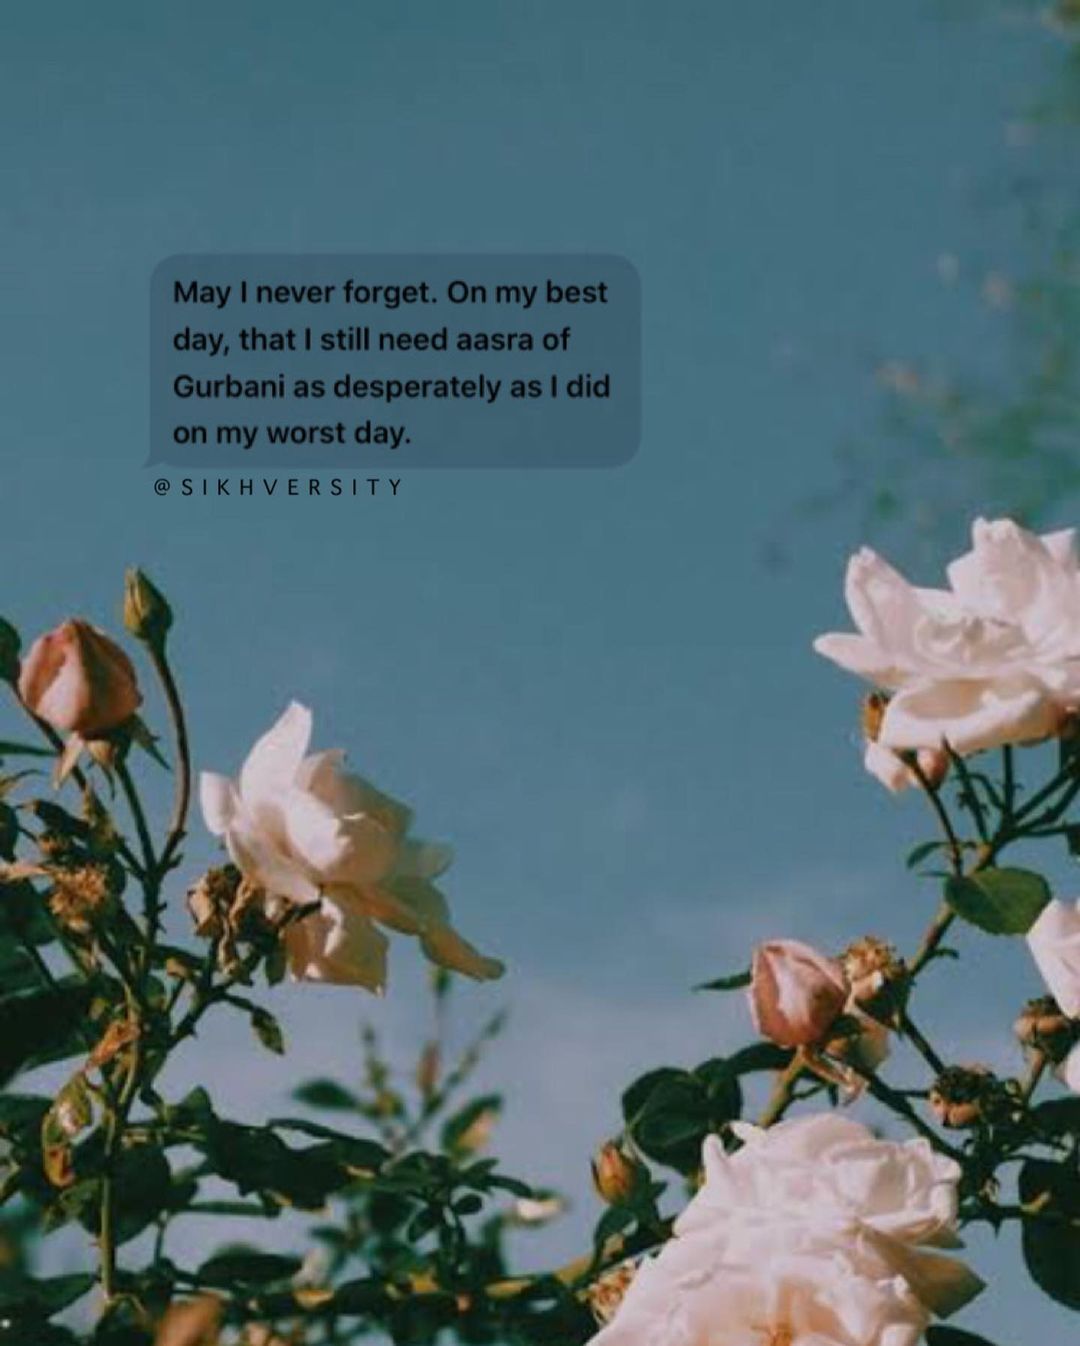 May I never forget. On my best
day, that I still need aasra of
Gurbani as desperately as I did
on my worst day.
@SIKHVERSITY